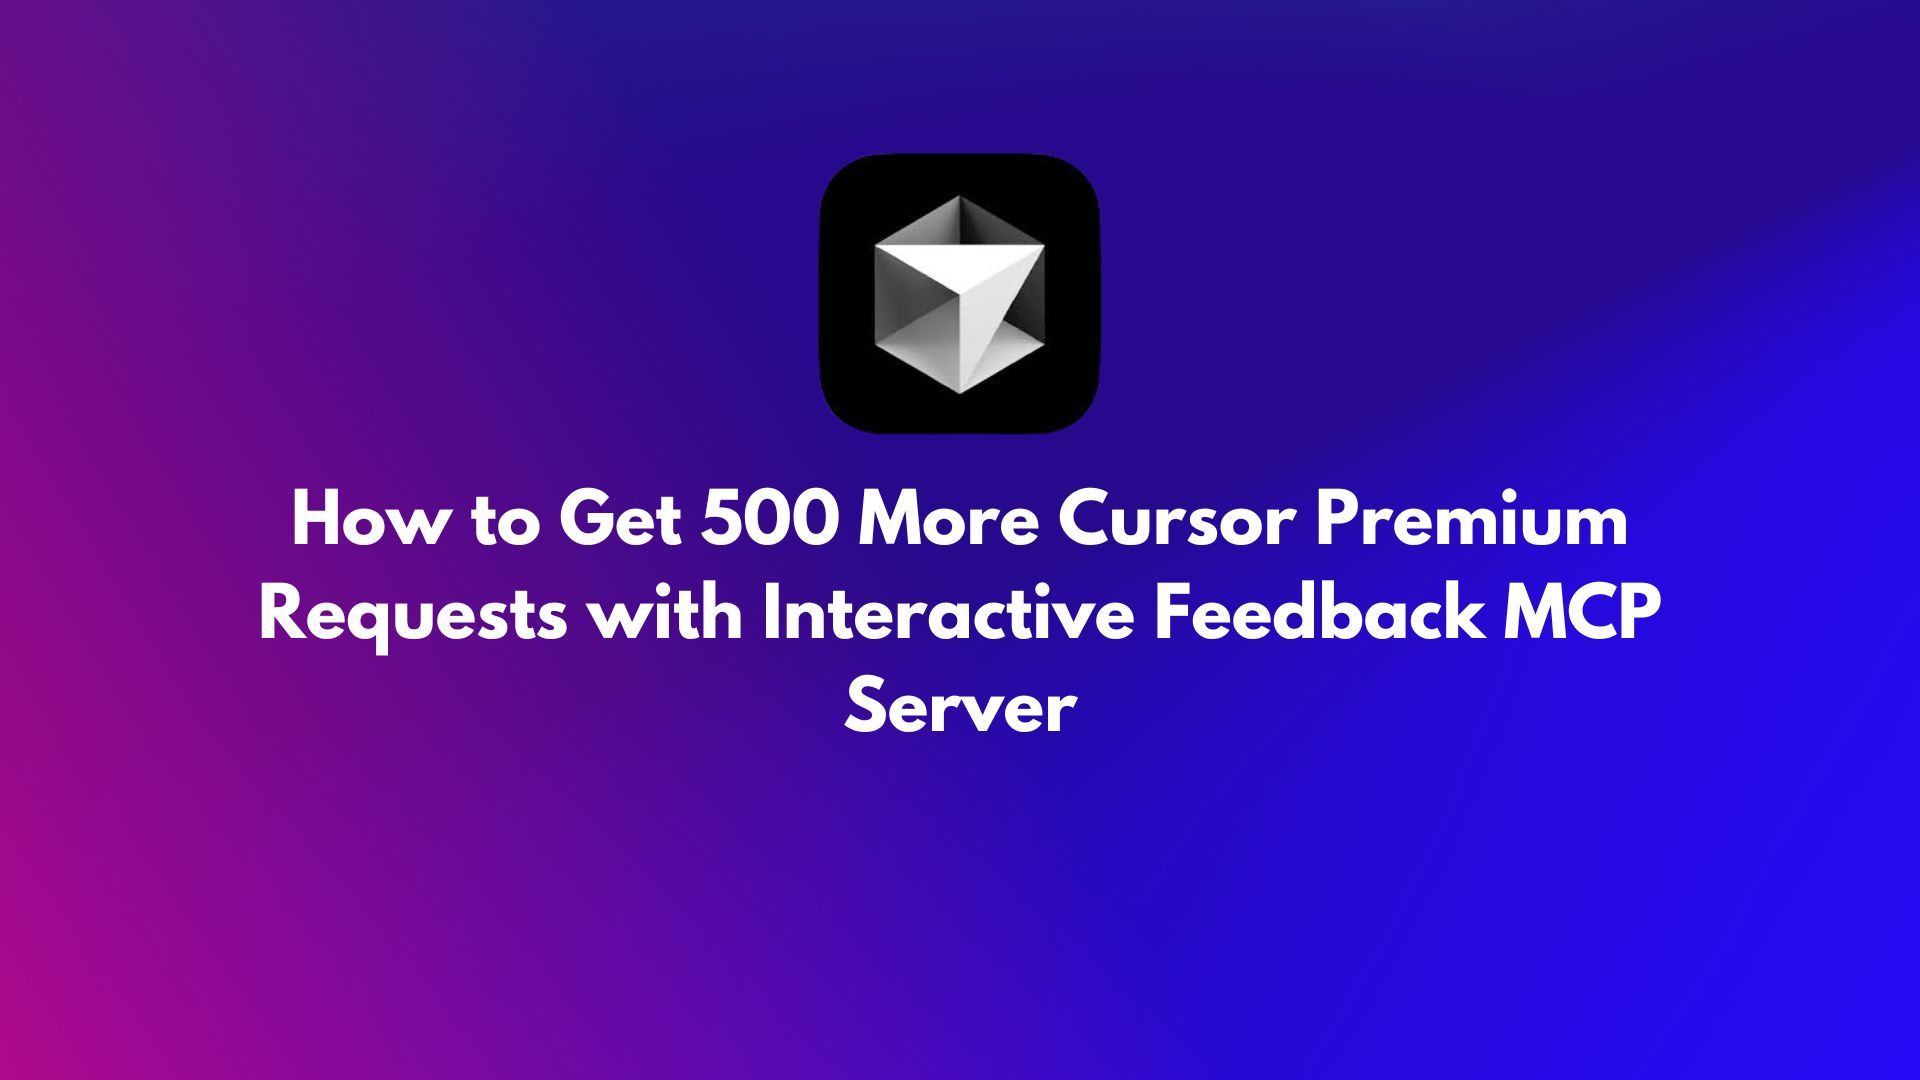 How to Get 500 More Cursor Premium
Requests with Interactive Feedback MCP
Server